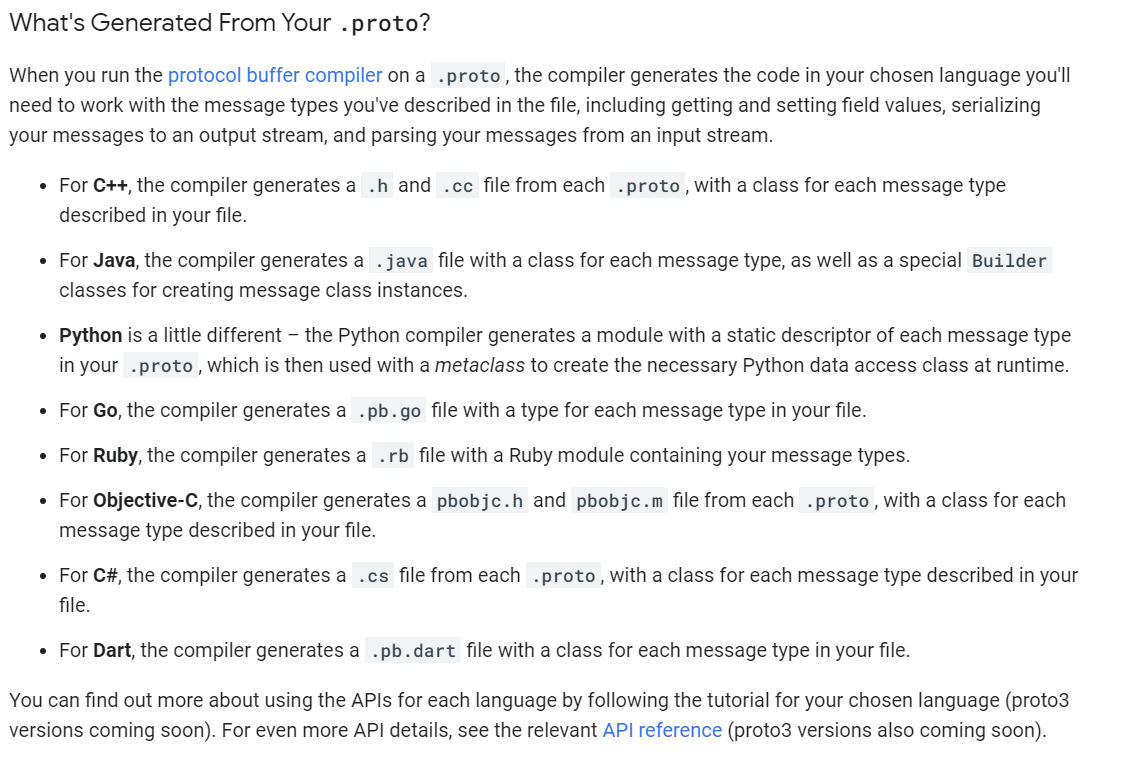 What's Generated From Your .proto?
When you run the protocol buffer compiler on a .proto, the compiler generates the code in your chosen language you'll
need to work with the message types you've described in the file, including getting and setting field values, serializing
your messages to an output stream, and parsing your messages from an input stream.
• For C++, the compiler generates a .h and .cc file from each .proto, with a class for each message type
described in your file.
• For Java, the compiler generates a .java file with a class for each message type, as well as a special Builder
classes for creating message class instances.
• Python is a little different – the Python compiler generates a module with a static descriptor of each message type
in your .proto, which is then used with a metaclass to create the necessary Python data access class at runtime.
• For Go, the compiler generates a .pb.go file with a type for each message type in your file.
• For Ruby, the compiler generates a .rb file with a Ruby module containing your message types.
• For Objective-C, the compiler generates a pbobjc.h and pbobjc.m file from each .proto, with a class for each
message type described in your file.
• For C#, the compiler generates a .cs file from each .proto, with a class for each message type described in your
file.
• For Dart, the compiler generates a .pb.dart file with a class for each message type in your file.
You can find out more about using the APIs for each language by following the tutorial for your chosen language (proto3
versions coming soon). For even more API details, see the relevant API reference (proto3 versions also coming soon).